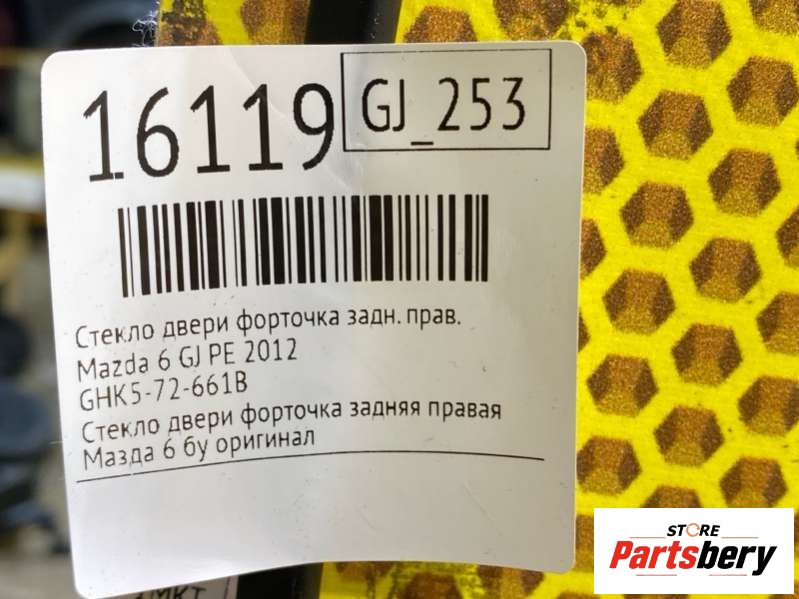 16119
GJ_253
Стекло двери форточка задн. прав.
Mazda 6 GJ PE 2012
GHK5-72-661B
Стекло двери форточка задняя правая
Мазда 6 бу оригинал
STORE
Partsbery